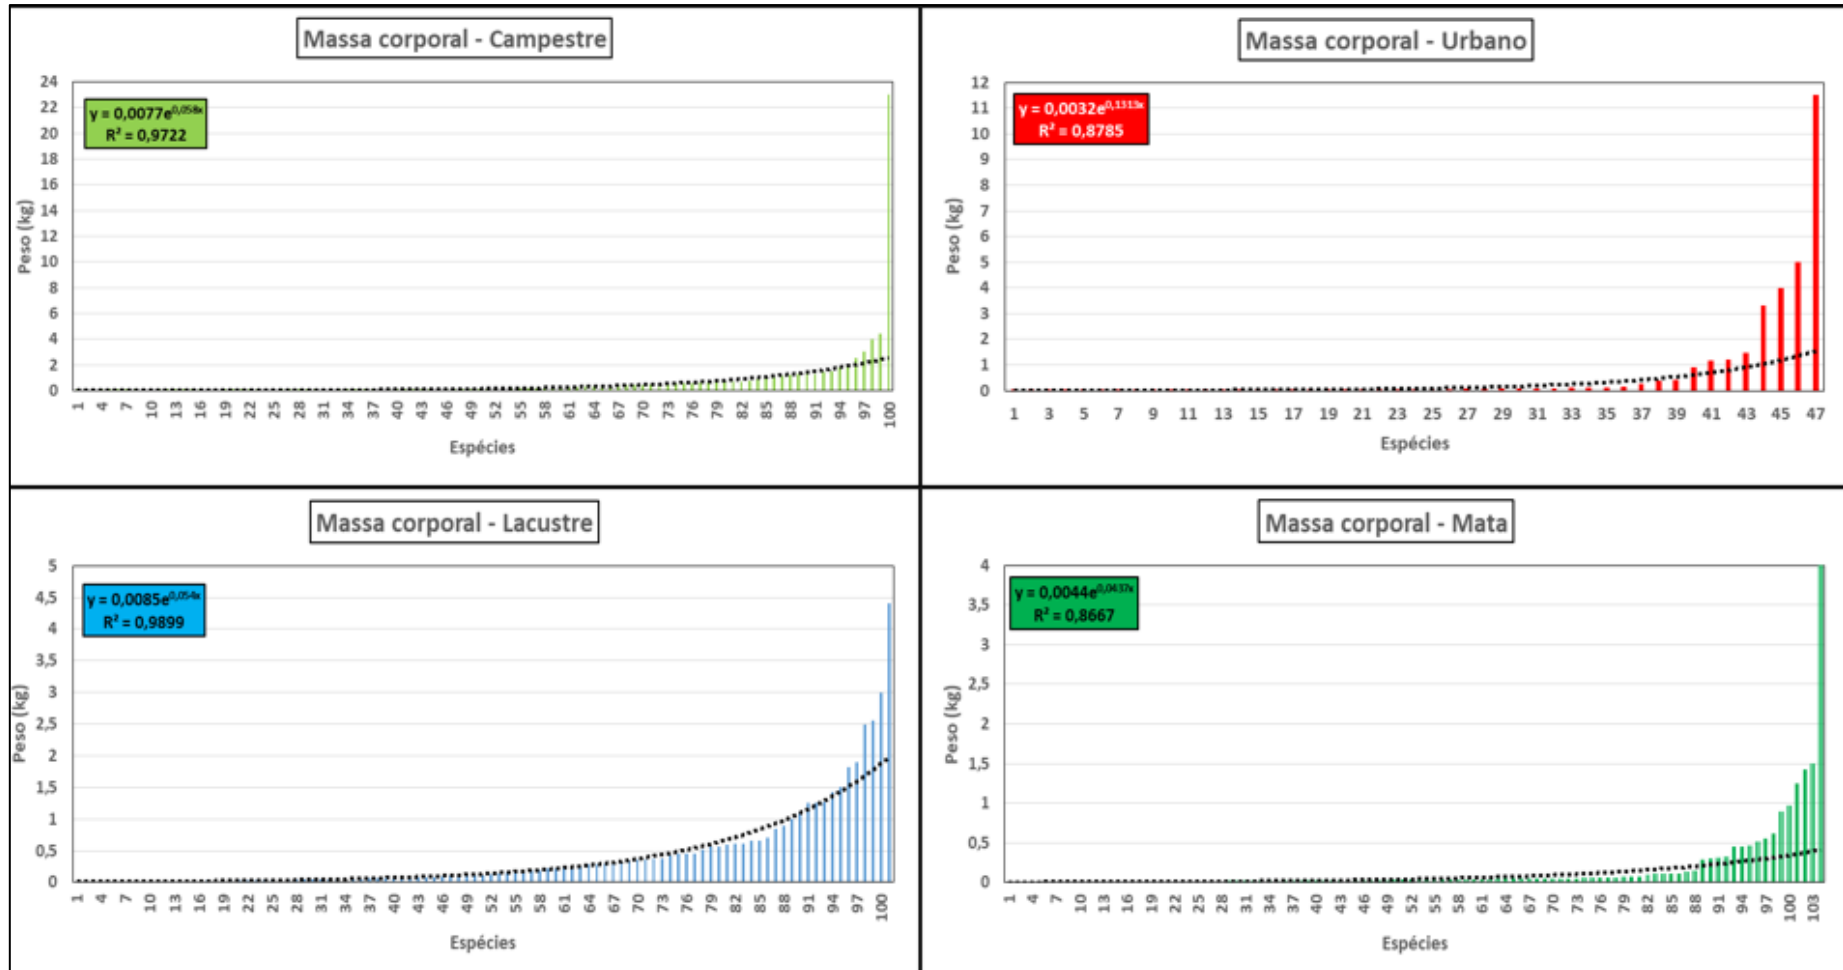 Massa corporal - Campestre
y = 0,0077e^0,058x
R² = 0,9722
Peso (kg)
24
22
20
18
16
14
12
10
8
6
4
2
0
1 4 7 10 13 16 19 22 25 28 31 34 37 40 43 46 49 52 55 58 61 64 67 70 73 76 79 82 85 88 91 94 97 100
Espécies
Massa corporal - Urbano
y = 0,0032e^0,1313x
R² = 0,8785
Peso (kg)
12
11
10
9
8
7
6
5
4
3
2
1
0
1 3 5 7 9 11 13 15 17 19 21 23 25 27 29 31 33 35 37 39 41 43 45 47
Espécies
Massa corporal - Lacustre
y = 0,0085e^0,054x
R² = 0,9899
Peso (kg)
5
4,5
4
3,5
3
2,5
2
1,5
1
0,5
0
1 4 7 10 13 16 19 22 25 28 31 34 37 40 43 46 49 52 55 58 61 64 67 70 73 76 79 82 85 88 91 94 97 100
Espécies
Massa corporal - Mata
y = 0,0044e^0,0437x
R² = 0,8667
Peso (kg)
4
3,5
3
2,5
2
1,5
1
0,5
0
1 4 7 10 13 16 19 22 25 28 31 34 37 40 43 46 49 52 55 58 61 64 67 70 73 76 79 82 85 88 91 94 97 100 103
Espécies